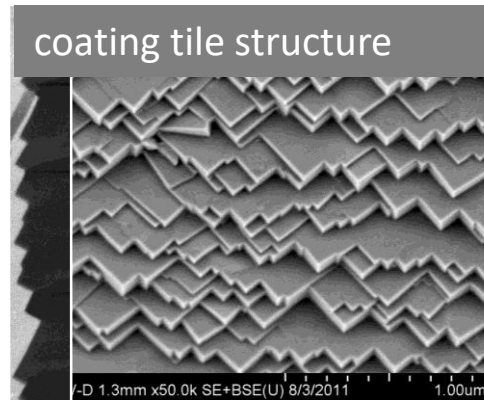 coating tile structure
/-D 1.3mm x50.0k SE+BSE(U) 8/3/2011 1.00um